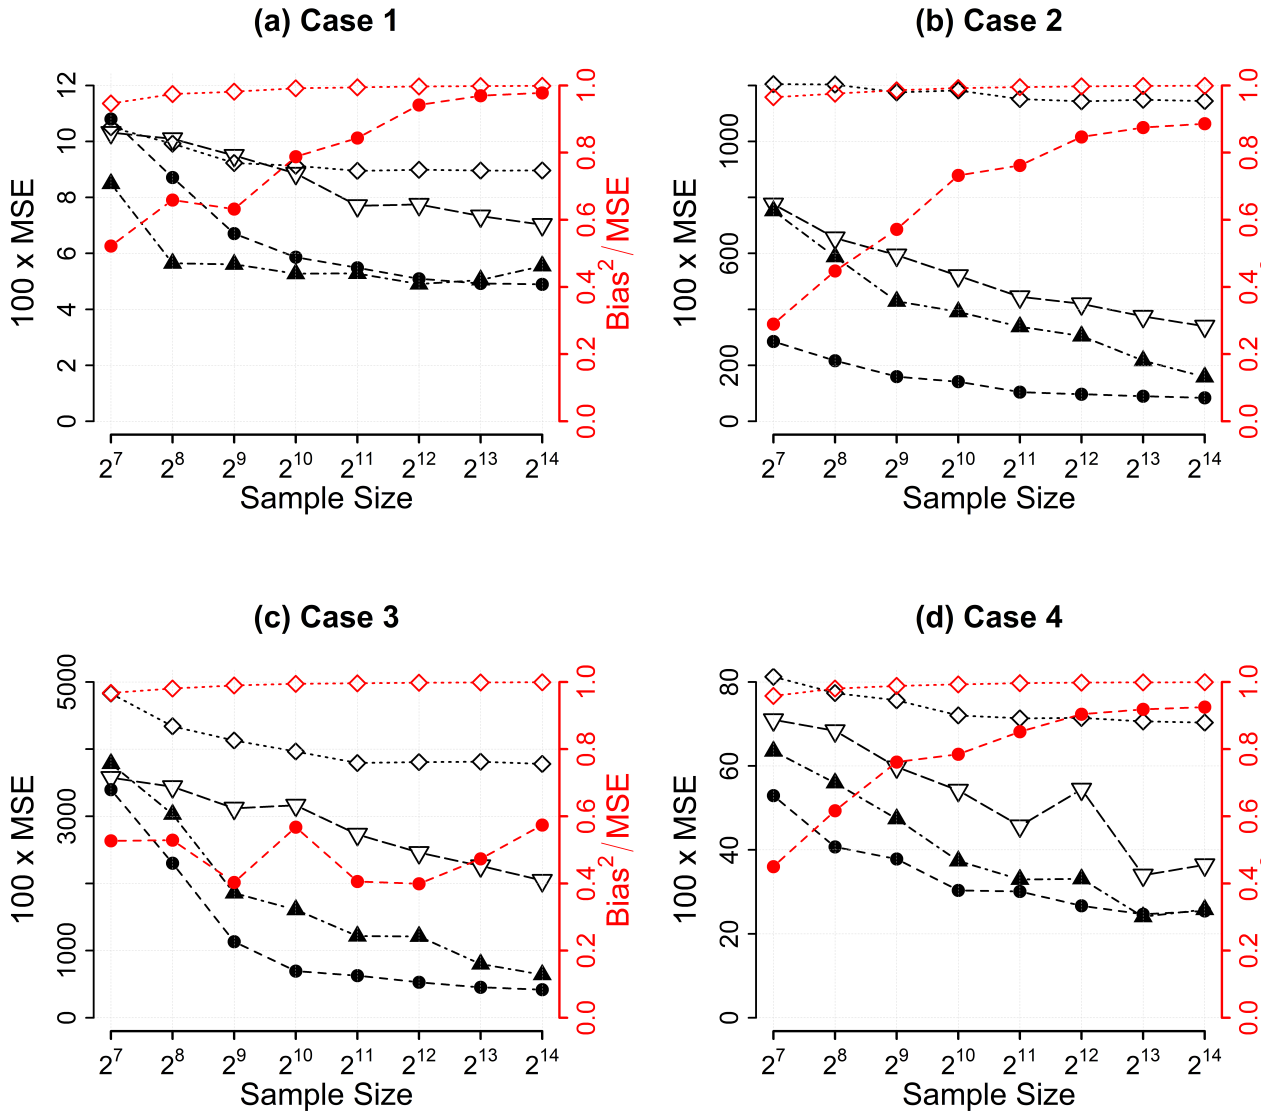 (a) Case 1
100 x MSE
12
10
8
6
4
2
0
1.0
0.8
0.6
0.4
0.2
0.0
Bias² / MSE
2⁷ 2⁸ 2⁹ 2¹⁰ 2¹¹ 2¹² 2¹³ 2¹⁴
Sample Size
(b) Case 2
100 x MSE
1000
600
200
0
1.0
0.8
0.6
0.4
0.2
0.0
2⁷ 2⁸ 2⁹ 2¹⁰ 2¹¹ 2¹² 2¹³ 2¹⁴
Sample Size
(c) Case 3
100 x MSE
5000
3000
1000
0
1.0
0.8
0.6
0.4
0.2
0.0
Bias² / MSE
2⁷ 2⁸ 2⁹ 2¹⁰ 2¹¹ 2¹² 2¹³ 2¹⁴
Sample Size
(d) Case 4
100 x MSE
80
60
40
20
0
1.0
0.8
0.6
0.4
0.2
0.0
2⁷ 2⁸ 2⁹ 2¹⁰ 2¹¹ 2¹² 2¹³ 2¹⁴
Sample Size